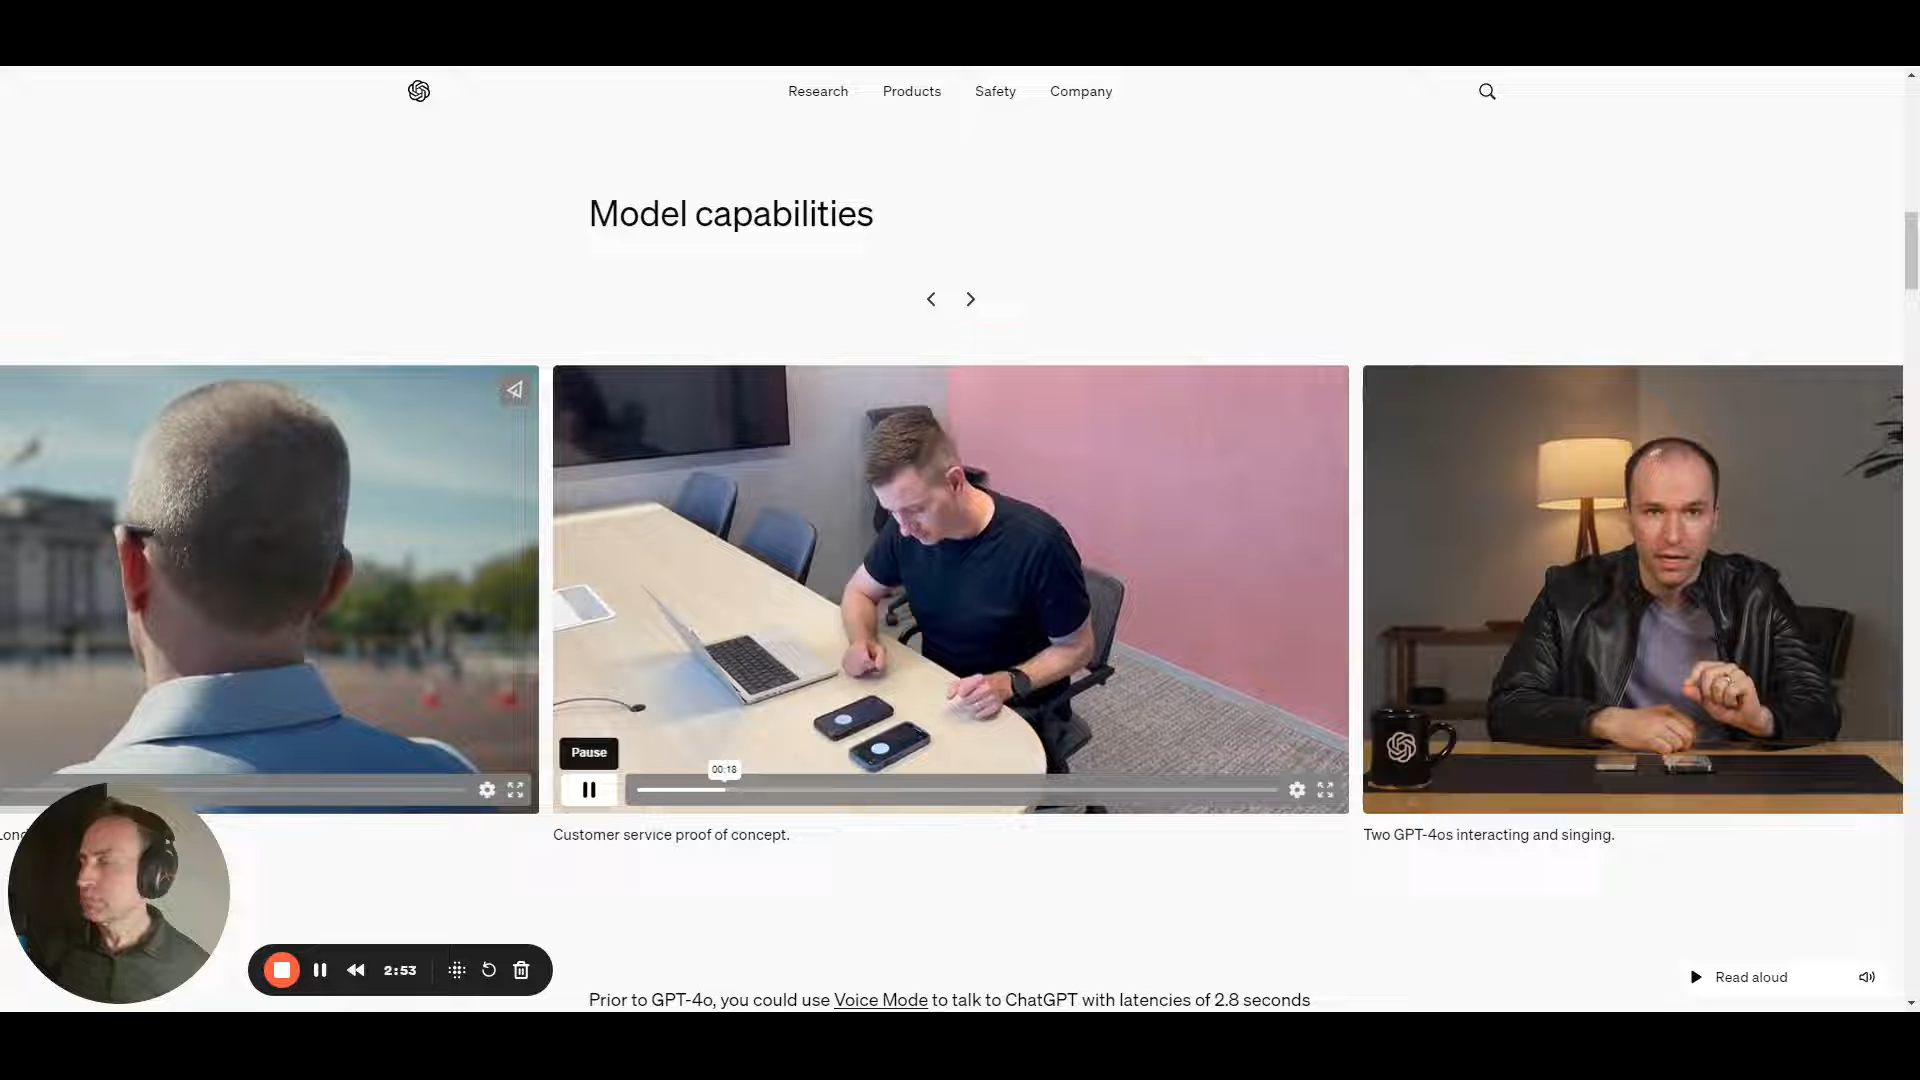 Research Products Safety Company
Model capabilities
Pause
00:18
Customer service proof of concept.
Two GPT-4os interacting and singing.
2:53
Read aloud
Prior to GPT-4o, you could use Voice Mode to talk to ChatGPT with latencies of 2.8 seconds